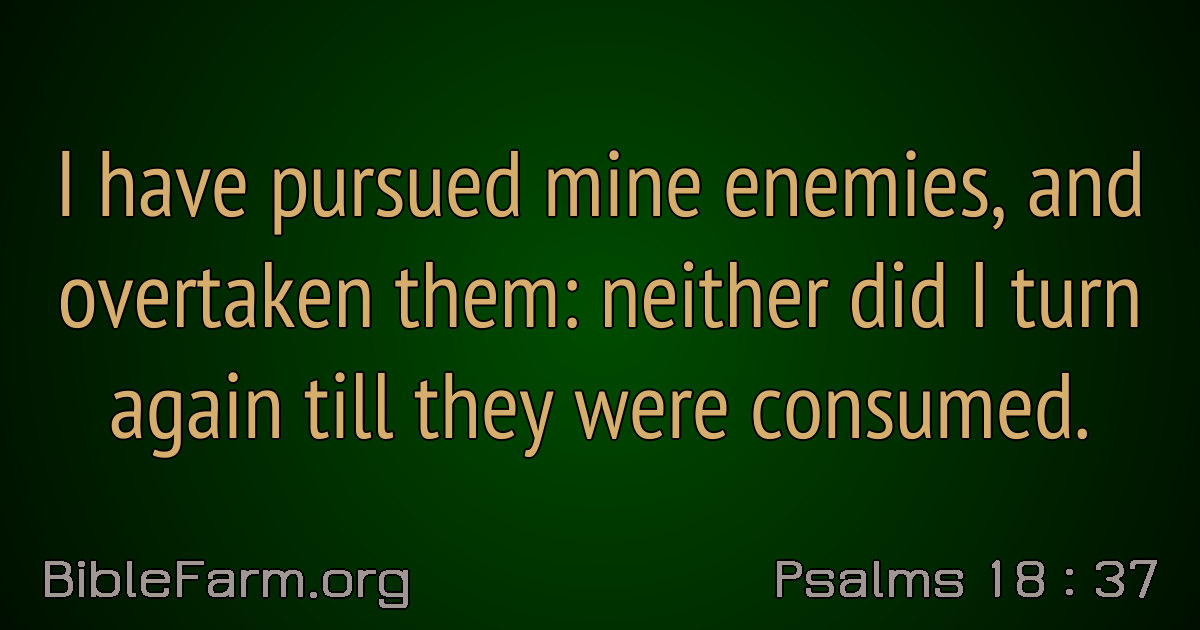 I have pursued mine enemies, and
overtaken them: neither did I turn
again till they were consumed.
BibleFarm.org
Psalms 18 : 37